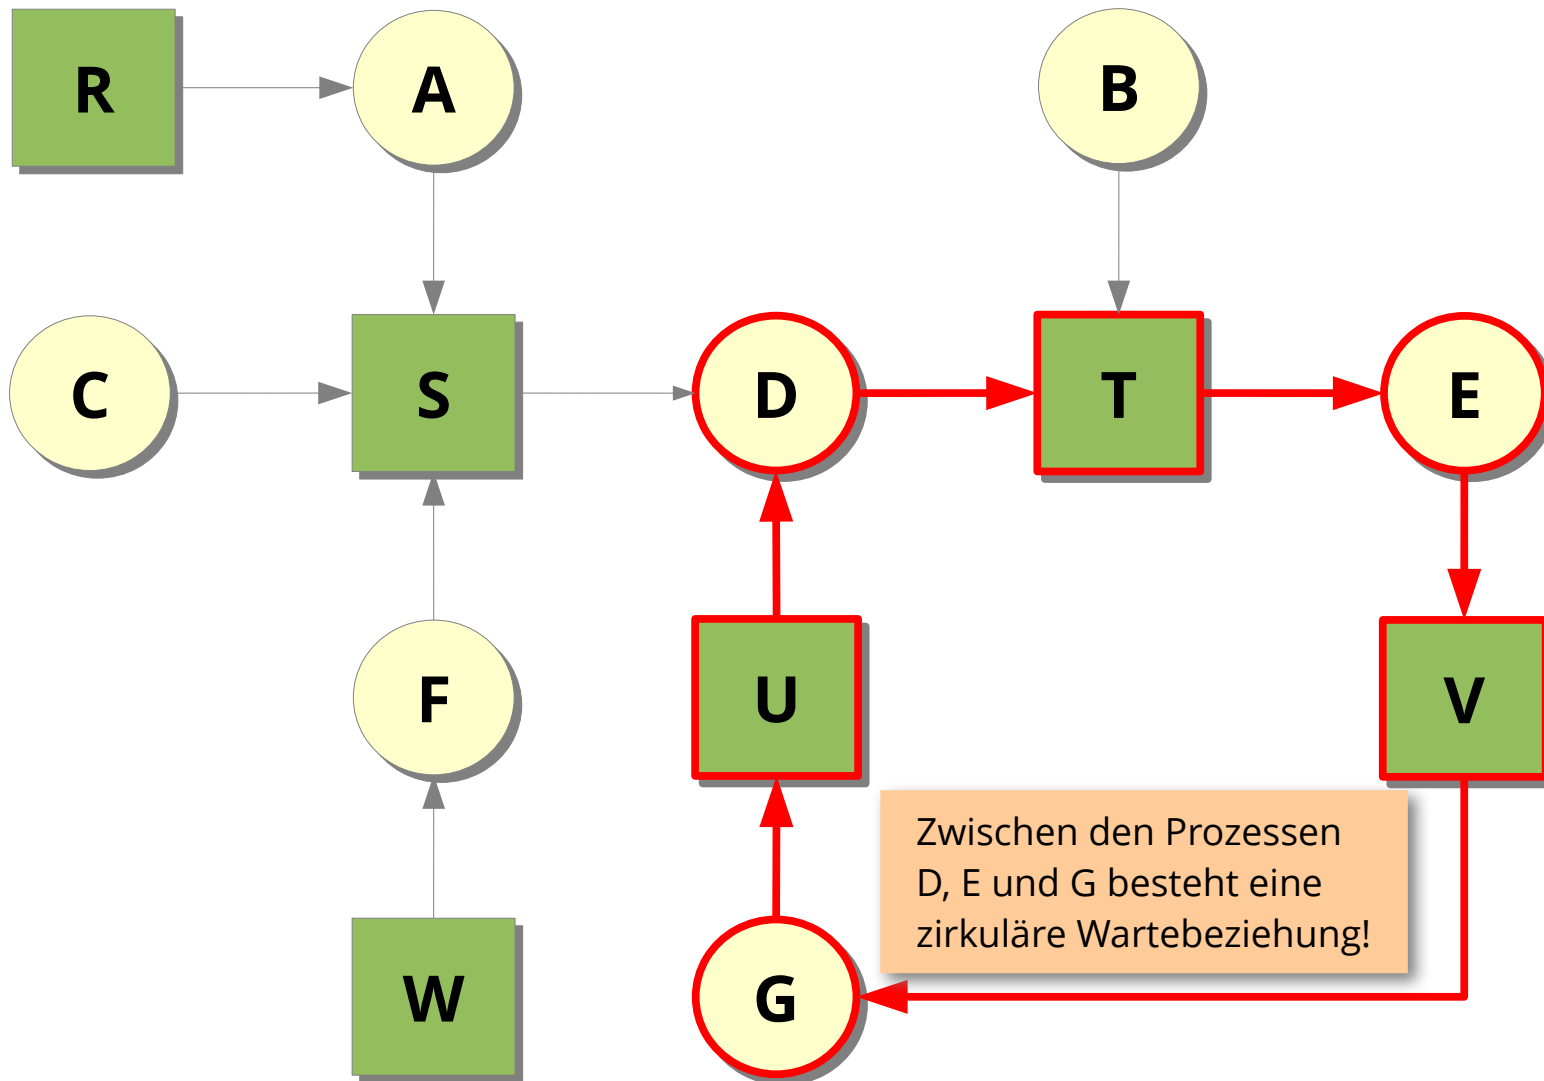 R
A
B
C
S
D
T
E
F
U
V
Zwischen den Prozessen
D, E und G besteht eine
zirkuläre Wartebeziehung!
W
G